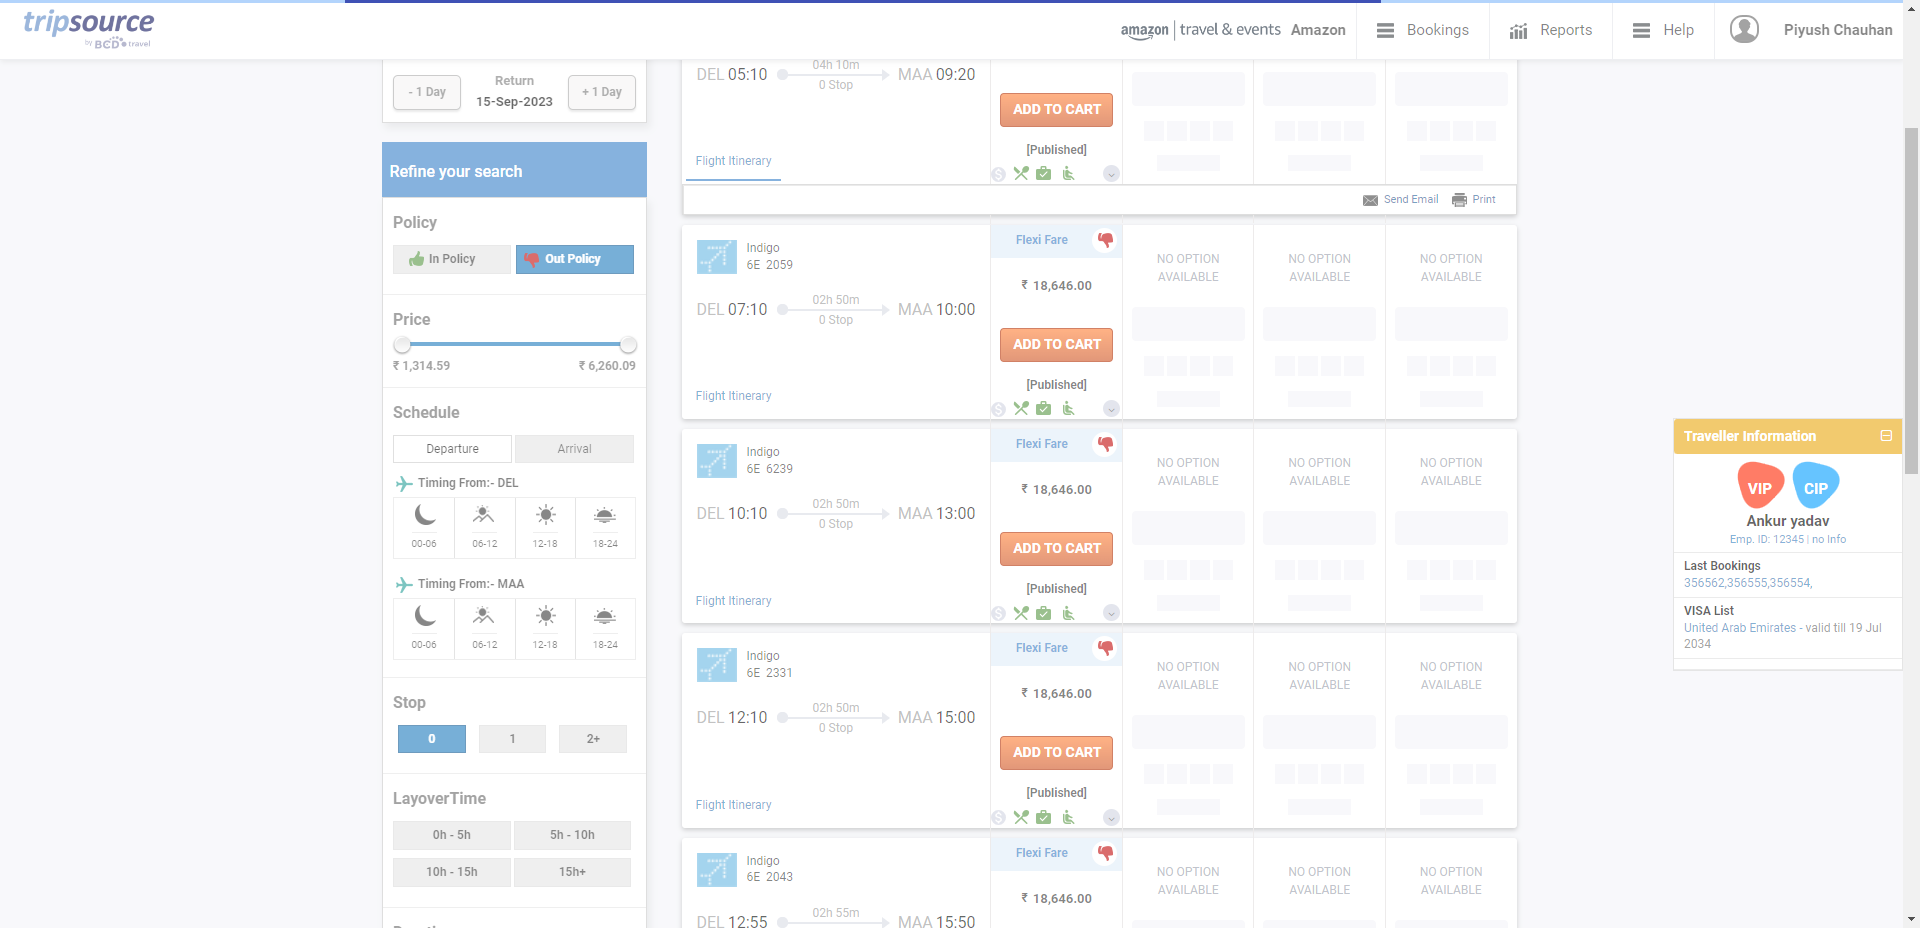 tripsource
by BCD travel
amazon | travel & events Amazon
Bookings
Reports
Help
Piyush Chauhan
- 1 Day
Return
15-Sep-2023
+ 1 Day
Refine your search
Policy
In Policy
Out Policy
Price
₹ 1,314.59
₹ 6,260.09
Schedule
Departure
Arrival
Timing From:- DEL
00-06
06-12
12-18
18-24
Timing From:- MAA
00-06
06-12
12-18
18-24
Stop
0
1
2+
LayoverTime
0h - 5h
5h - 10h
10h - 15h
15h+
DEL 05:10
04h 10m
0 Stop
MAA 09:20
ADD TO CART
[Published]
Flight Itinerary
Send Email
Print
Indigo
6E 2059
DEL 07:10
02h 50m
0 Stop
MAA 10:00
Flight Itinerary
Flexi Fare
₹ 18,646.00
ADD TO CART
[Published]
NO OPTION
AVAILABLE
NO OPTION
AVAILABLE
NO OPTION
AVAILABLE
Indigo
6E 6239
DEL 10:10
02h 50m
0 Stop
MAA 13:00
Flight Itinerary
Flexi Fare
₹ 18,646.00
ADD TO CART
[Published]
NO OPTION
AVAILABLE
NO OPTION
AVAILABLE
NO OPTION
AVAILABLE
Indigo
6E 2331
DEL 12:10
02h 50m
0 Stop
MAA 15:00
Flight Itinerary
Flexi Fare
₹ 18,646.00
ADD TO CART
[Published]
NO OPTION
AVAILABLE
NO OPTION
AVAILABLE
NO OPTION
AVAILABLE
Indigo
6E 2043
DEL 12:55
02h 55m
MAA 15:50
Flexi Fare
₹ 18,646.00
NO OPTION
AVAILABLE
NO OPTION
AVAILABLE
NO OPTION
AVAILABLE
Traveller Information
VIP
CIP
Ankur yadav
Emp. ID: 12345 | no Info
Last Bookings
356562,356555,356554,
VISA List
United Arab Emirates - valid till 19 Jul
2034